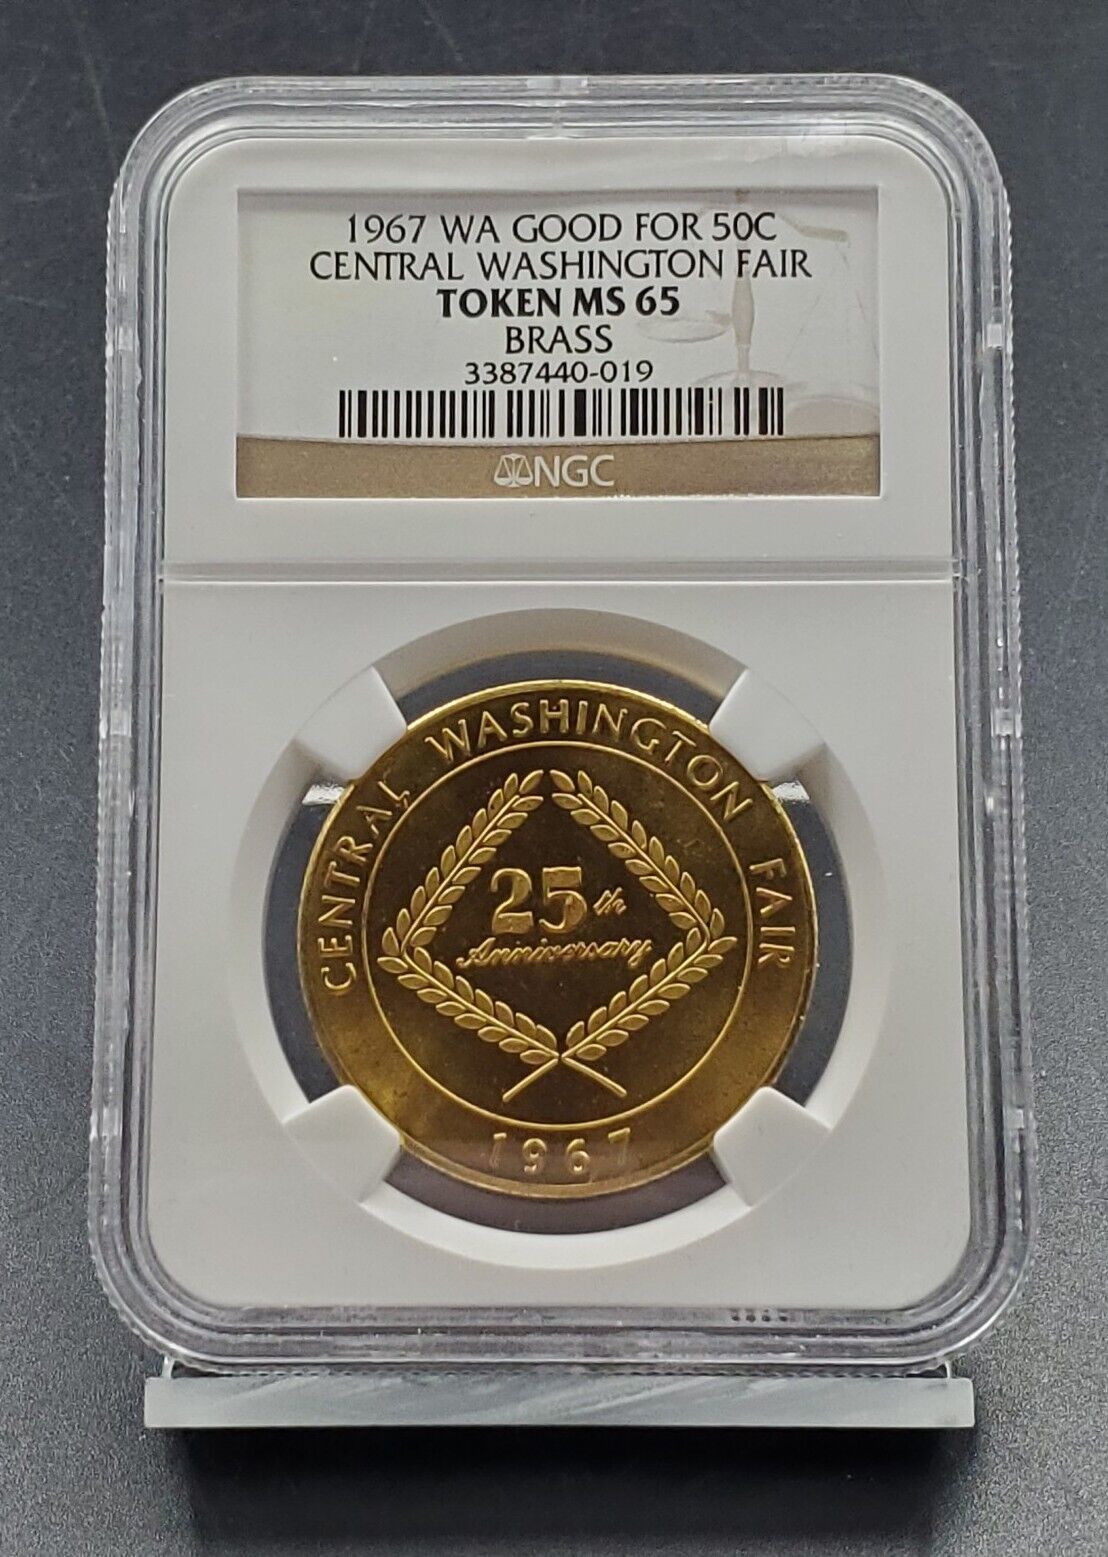 1967 WA GOOD FOR 50C
CENTRAL WASHINGTON FAIR
TOKEN MS 65
BRASS
3387440-019
NGC
CENTRAL WASHINGTON FAIR
25th
Anniversary
1967